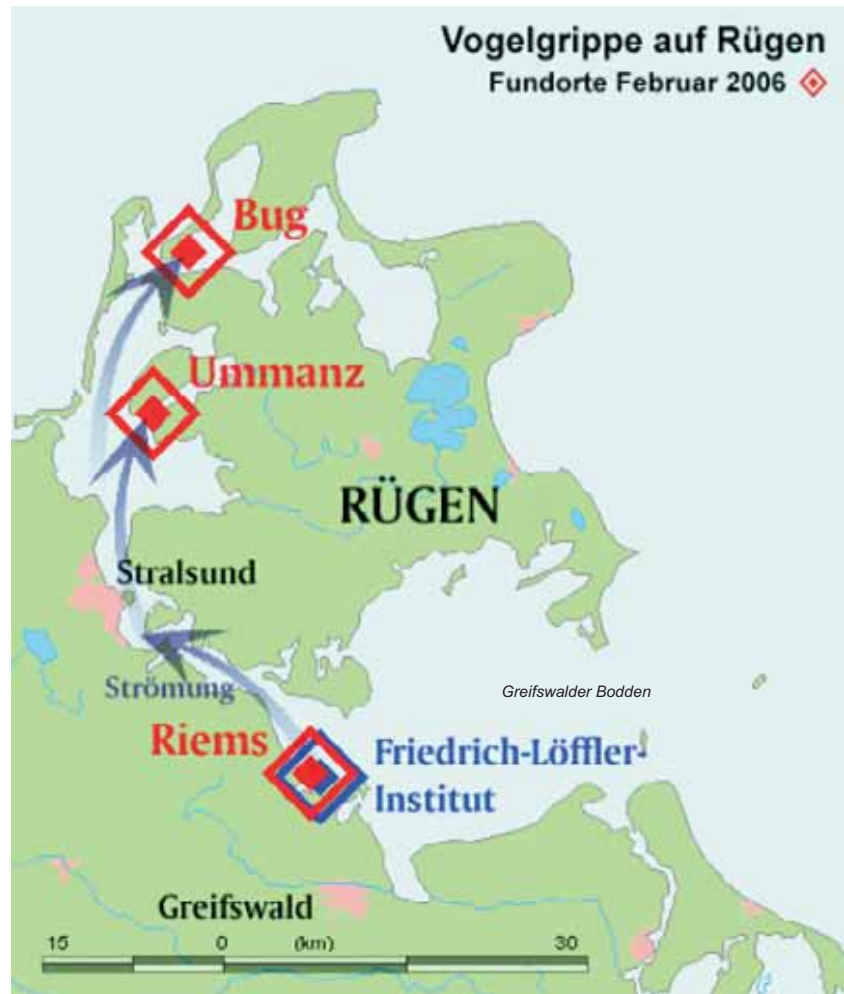 Vogelgrippe auf Rügen
Fundorte Februar 2006
Bug
Ummanz
RÜGEN
Stralsund
Strömung
Greifswalder Bodden
Riems
Friedrich-Löffler-
Institut
Greifswald
15 0 (km) 30